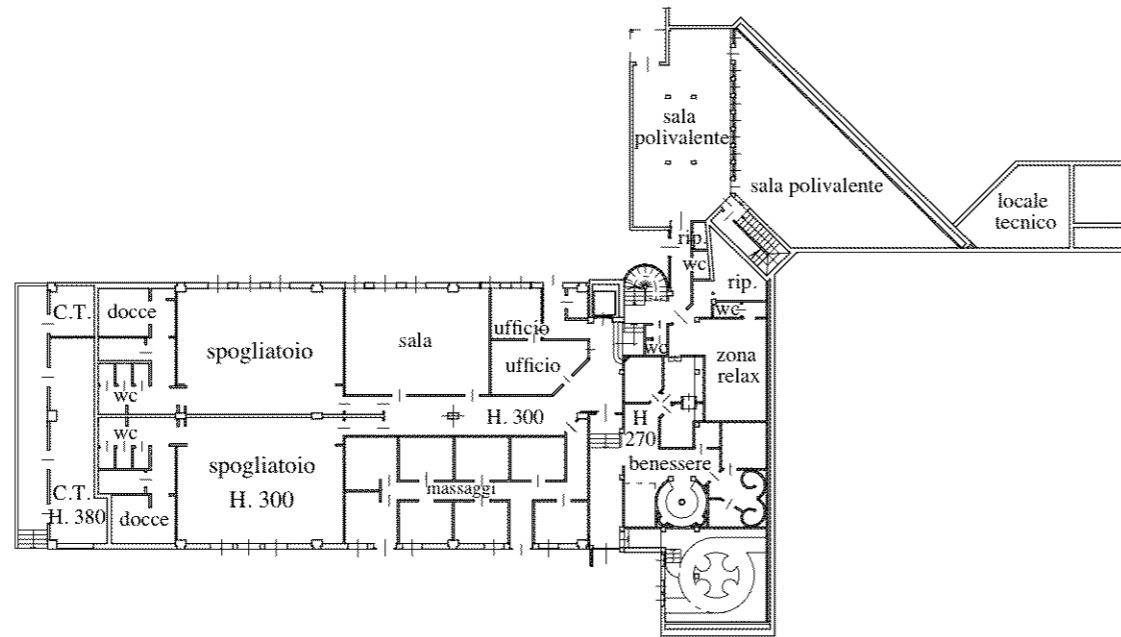 sala
polivalente
sala polivalente
locale
tecnico
rip.
wc
rip.
wc
C.T.
docce
spogliatoio
sala
ufficio
ufficio
wc
zona
relax
wc
H. 300
H
270
wc
spogliatoio
H. 300
massaggi
benessere
C.T.
H. 380
docce